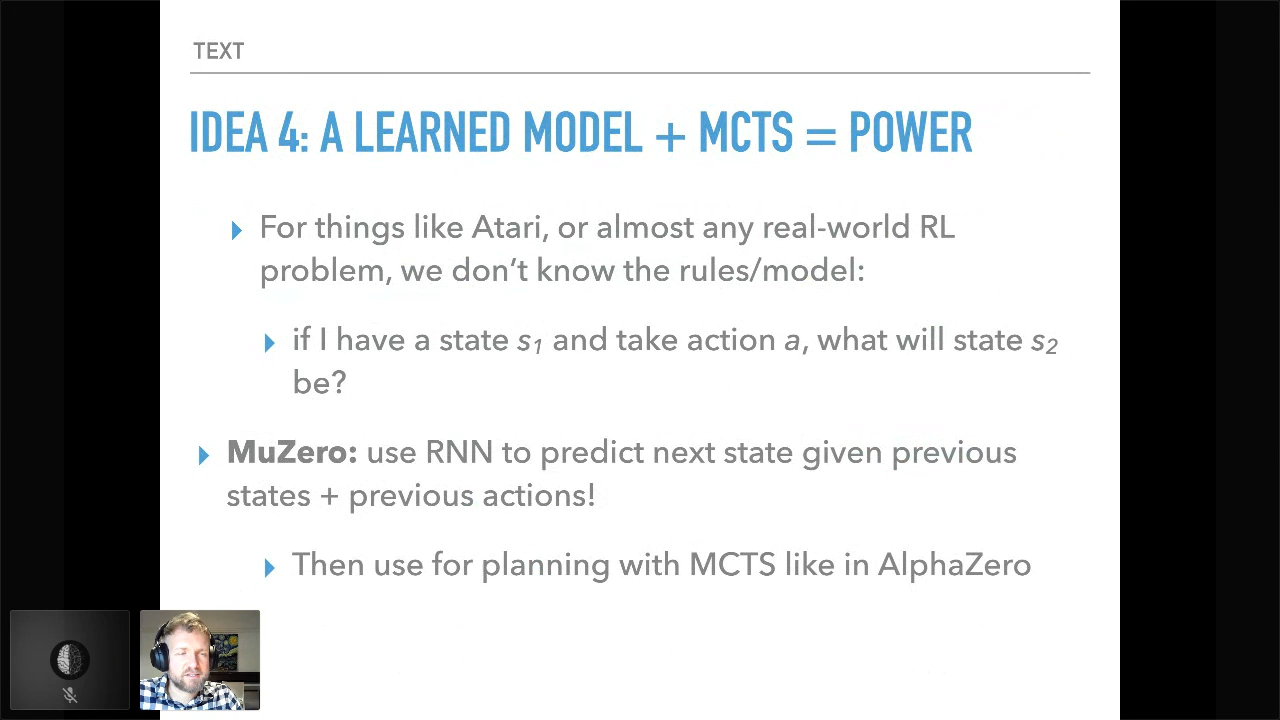 TEXT
IDEA 4: A LEARNED MODEL + MCTS = POWER
For things like Atari, or almost any real-world RL
problem, we don’t know the rules/model:
if I have a state s₁ and take action a, what will state s₂
be?
MuZero: use RNN to predict next state given previous
states + previous actions!
Then use for planning with MCTS like in AlphaZero